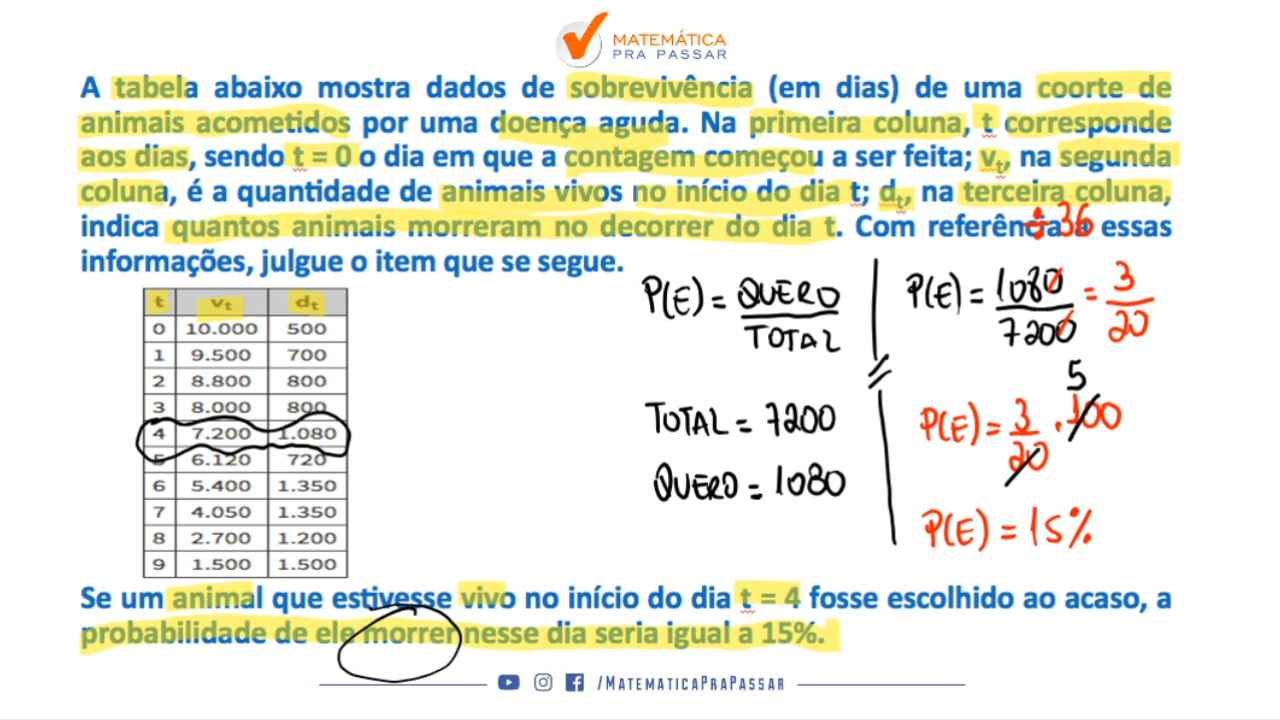 MATEMÁTICA
PRA PASSAR
A tabela abaixo mostra dados de sobrevivência (em dias) de uma coorte de
animais acometidos por uma doença aguda. Na primeira coluna, t corresponde
aos dias, sendo t = 0 o dia em que a contagem começou a ser feita; vt, na segunda
coluna, é a quantidade de animais vivos no início do dia t; dt, na terceira coluna,
indica quantos animais morreram no decorrer do dia t. Com referência a essas
informações, julgue o item que se segue.
÷ 36
t vt dt
0 10.000 500
1 9.500 700
2 8.800 800
3 8.000 800
4 7.200 1.080
5 6.120 720
6 5.400 1.350
7 4.050 1.350
8 2.700 1.200
9 1.500 1.500
P(E) = QUERO / TOTAL
TOTAL = 7200
QUERO = 1080
P(E) = 1080 / 7200 = 3 / 20
5
P(E) = 3 / 20 . 100
P(E) = 15%
Se um animal que estivesse vivo no início do dia t = 4 fosse escolhido ao acaso, a
probabilidade de ele morrer nesse dia seria igual a 15%.
/MATEMATICAPRAPASSAR